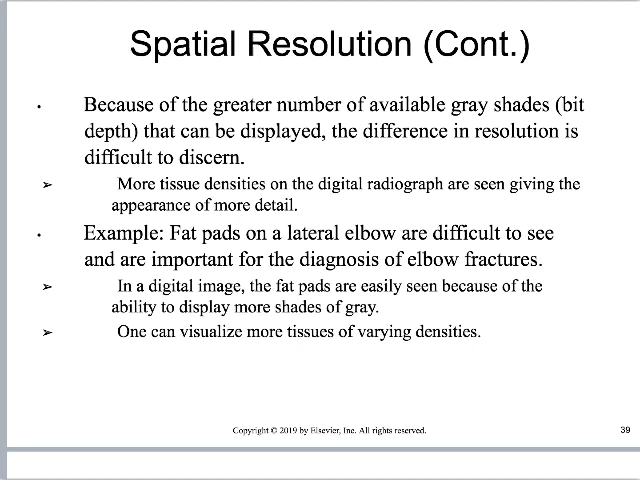 Spatial Resolution (Cont.)
• Because of the greater number of available gray shades (bit
depth) that can be displayed, the difference in resolution is
difficult to discern.
➢ More tissue densities on the digital radiograph are seen giving the
appearance of more detail.
• Example: Fat pads on a lateral elbow are difficult to see
and are important for the diagnosis of elbow fractures.
➢ In a digital image, the fat pads are easily seen because of the
ability to display more shades of gray.
➢ One can visualize more tissues of varying densities.
Copyright © 2019 by Elsevier, Inc. All rights reserved.
39